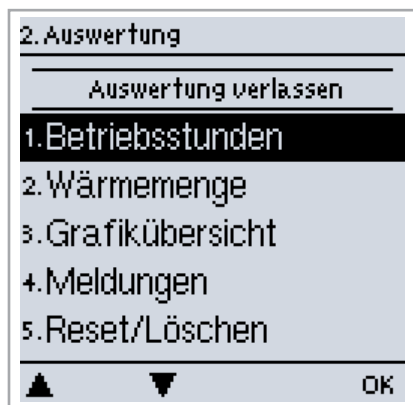 2. Auswertung
Auswertung verlassen
1. Betriebsstunden
2. Wärmemenge
3. Grafikübersicht
4. Meldungen
5. Reset/Löschen
▲ ▼ OK